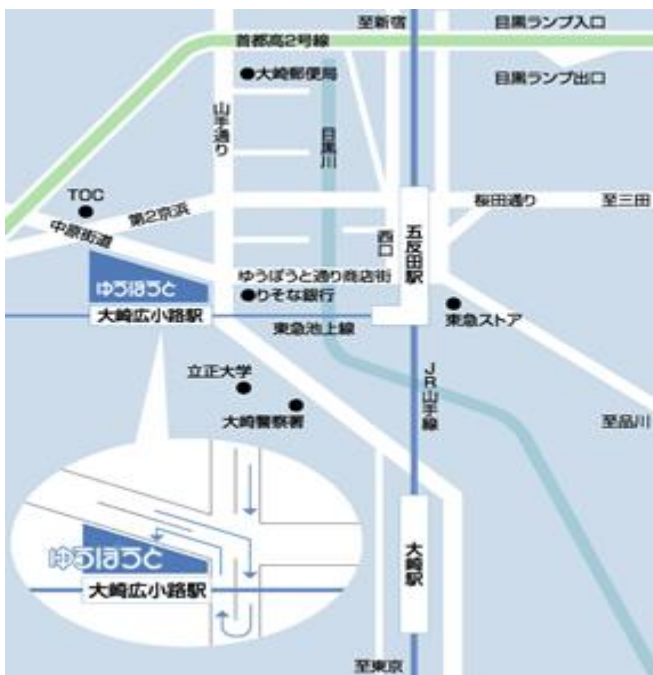 至新宿
目黒ランプ入口
首都高2号線
大崎郵便局
目黒ランプ出口
山手通り
目黒川
TOC
第2京浜
桜田通り
至三田
中原街道
西口
五反田駅
ゆうぽうと通り商店街
ゆうぽうと
りそな銀行
大崎広小路駅
東急池上線
東急ストア
立正大学
JR山手線
大崎警察署
至品川
ゆうぽうと
大崎広小路駅
大崎駅
至東京